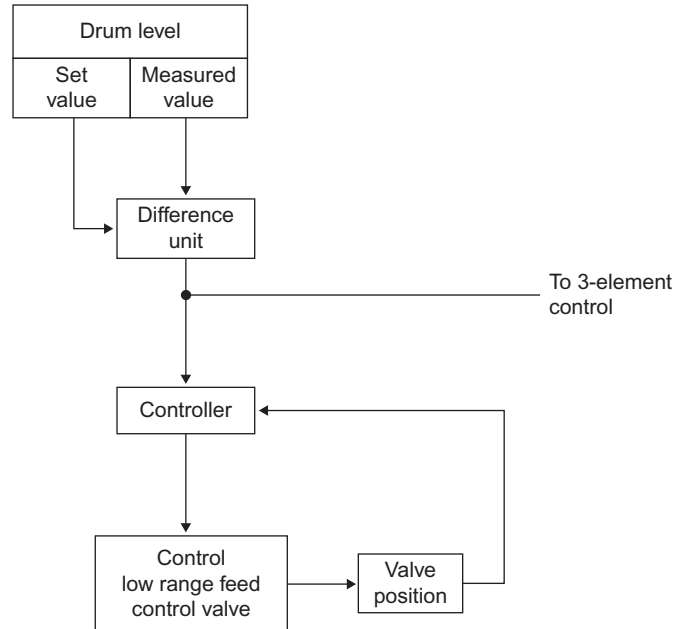 Drum level
Set
value
Measured
value
Difference
unit
To 3-element
control
Controller
Control
low range feed
control valve
Valve
position